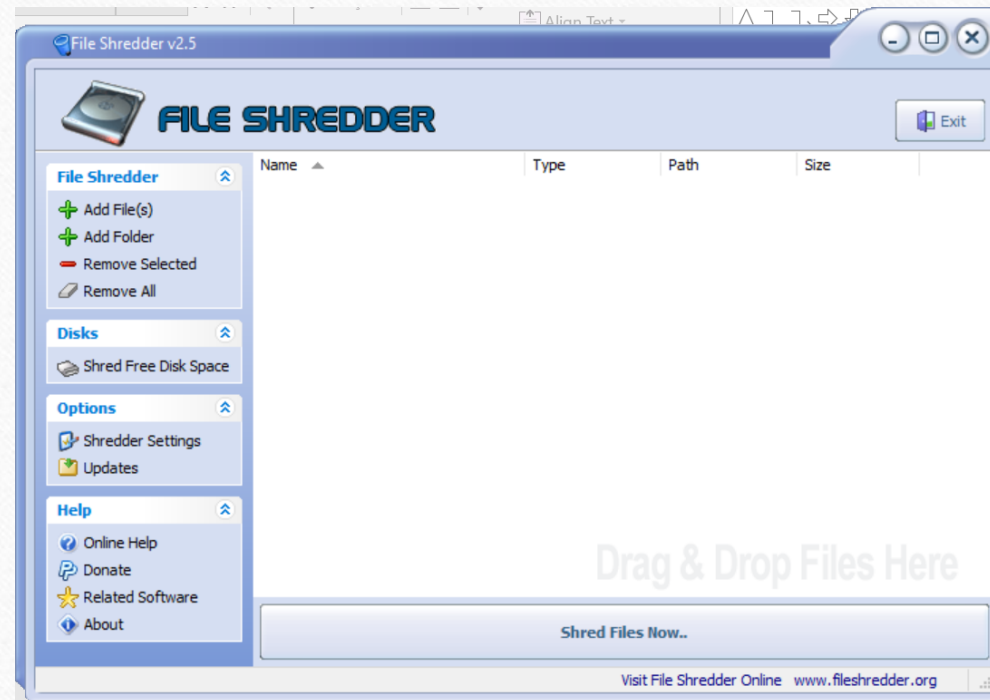 Align Text
File Shredder v2.5
FILE SHREDDER
Exit
File Shredder
Add File(s)
Add Folder
Remove Selected
Remove All
Disks
Shred Free Disk Space
Options
Shredder Settings
Updates
Help
Online Help
Donate
Related Software
About
Name Type Path Size
Drag & Drop Files Here
Shred Files Now..
Visit File Shredder Online www.fileshredder.org